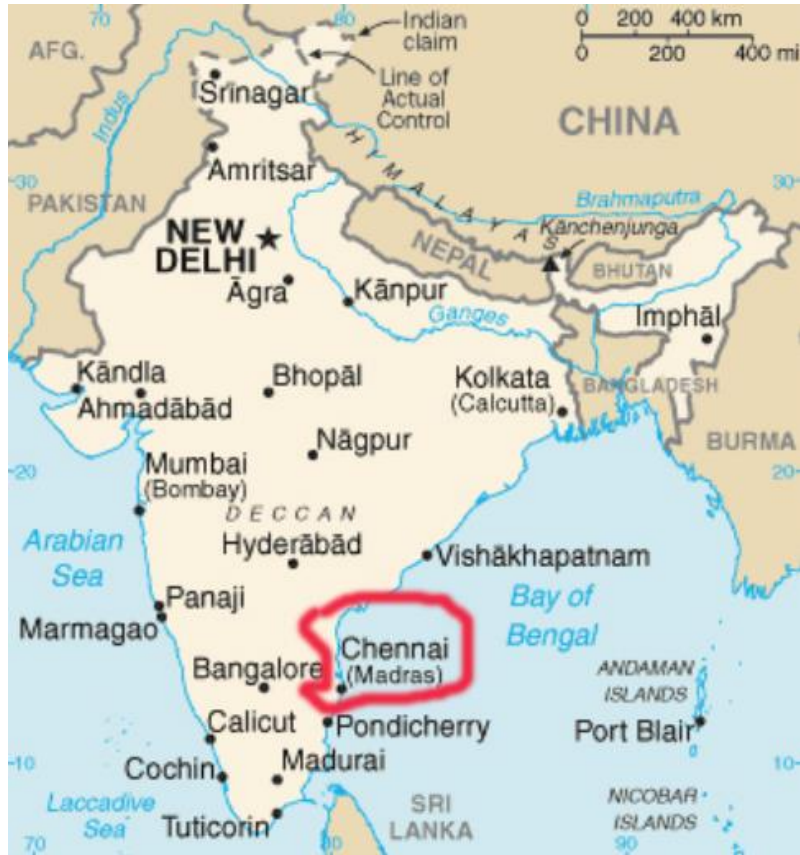 70
80
Indian
claim
0 200 400 km
0 200 400 mi
AFG.
Line of
Actual
Control
Srīnagar
Indus
CHINA
HIMALAYAS
Amritsar
30
30
PAKISTAN
Brahmaputra
NEW
DELHI
Kānchenjunga
NEPAL
BHUTAN
Āgra
Kānpur
Ganges
Imphāl
Kāndla
Bhopāl
Kolkata
(Calcutta)
BANGLADESH
Ahmadābād
Nāgpur
BURMA
20
20
Mumbai
(Bombay)
DECCAN
Arabian
Sea
Hyderābād
Vishākhapatnam
Bay of
Bengal
Panaji
Marmagao
Chennai
(Madras)
Bangalore
ANDAMAN
ISLANDS
Calicut
Pondicherry
Port Blair
10
10
Cochin
Madurai
Laccadive
Sea
Tuticorin
SRI
LANKA
NICOBAR
ISLANDS
70
80
90